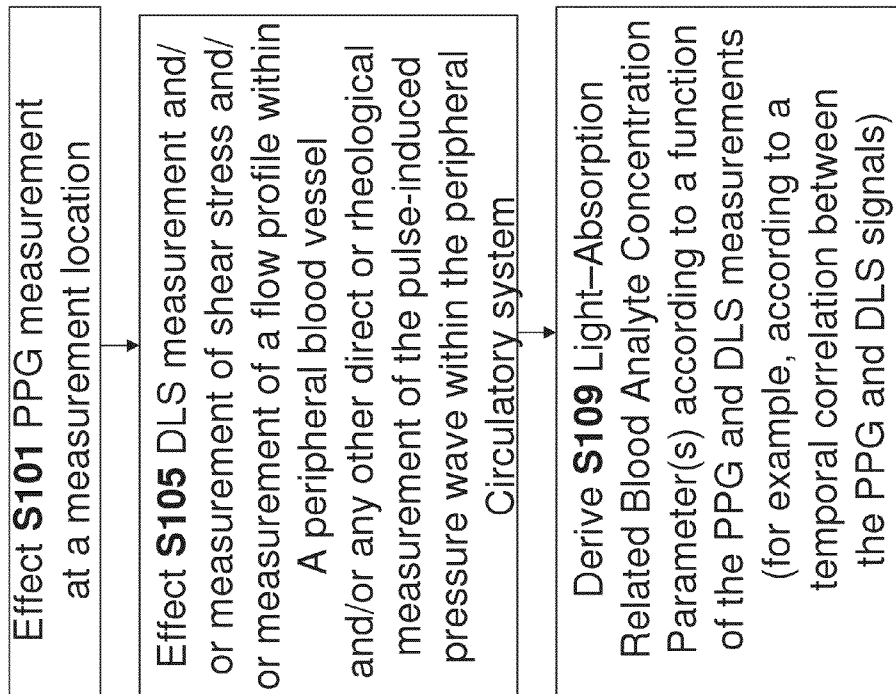 Effect S101 PPG measurement
at a measurement location
Effect S105 DLS measurement and/
or measurement of shear stress and/
or measurement of a flow profile within
A peripheral blood vessel
and/or any other direct or rheological
measurement of the pulse-induced
pressure wave within the peripheral
Circulatory system
Derive S109 Light–Absorption
Related Blood Analyte Concentration
Parameter(s) according to a function
of the PPG and DLS measurements
(for example, according to a
temporal correlation between
the PPG and DLS signals)